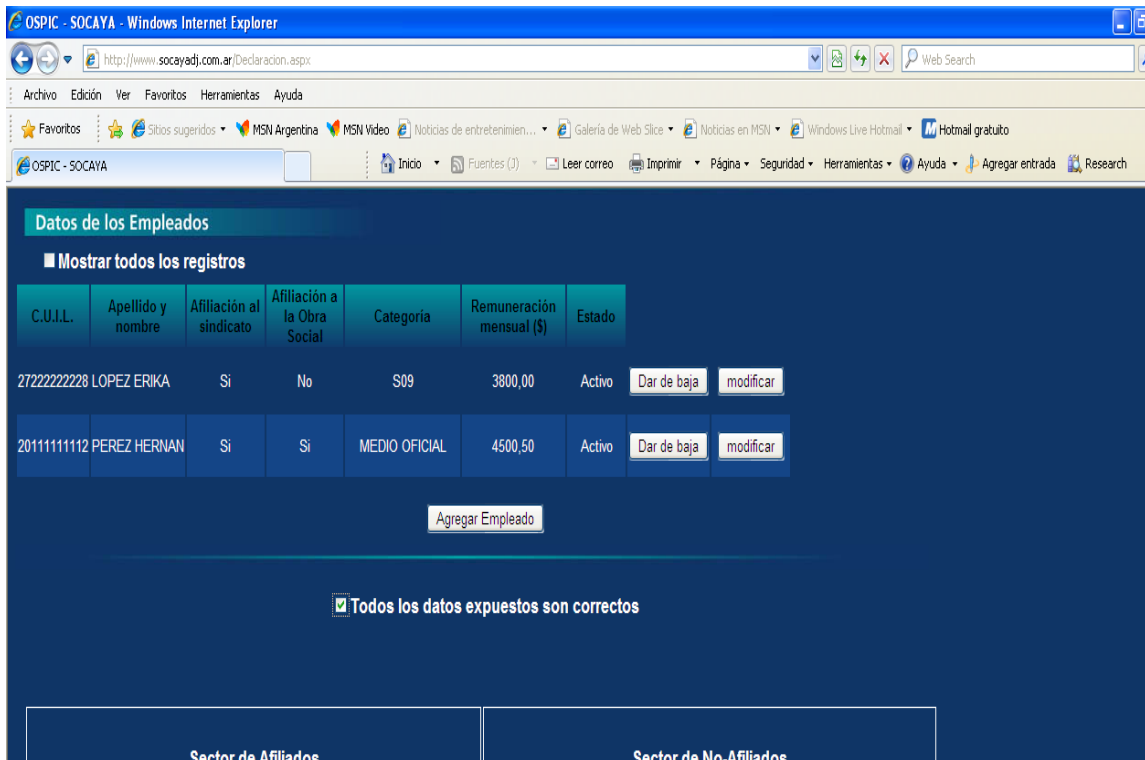 OSPIC - SOCAYA - Windows Internet Explorer
http://www.socayadj.com.ar/Declaracion.aspx
Web Search
Archivo Edición Ver Favoritos Herramientas Ayuda
Favoritos Sitios sugeridos MSN Argentina MSN Video Noticias de entretenimien... Galería de Web Slice Noticias en MSN Windows Live Hotmail Hotmail gratuito
OSPIC - SOCAYA Inicio Fuentes (J) Leer correo Imprimir Página Seguridad Herramientas Ayuda Agregar entrada Research
Datos de los Empleados
Mostrar todos los registros
C.U.I.L. Apellido y nombre Afiliación al sindicato Afiliación a la Obra Social Categoría Remuneración mensual ($) Estado
27222222228 LOPEZ ERIKA Si No S09 3800,00 Activo Dar de baja modificar
20111111112 PEREZ HERNAN Si Si MEDIO OFICIAL 4500,50 Activo Dar de baja modificar
Agregar Empleado
Todos los datos expuestos son correctos
Sector de Afiliados Sector de No-Afiliados